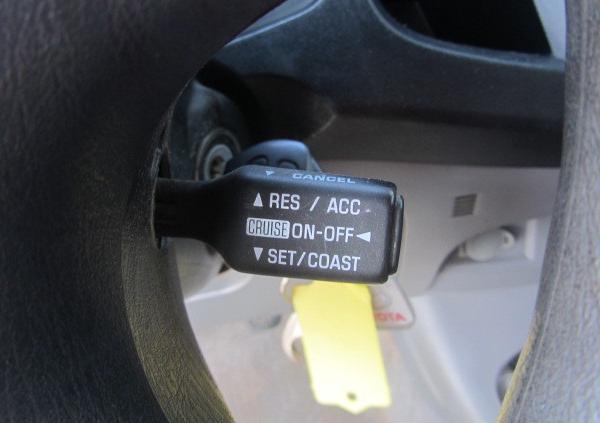 ▼ CANCEL
▲ RES / ACC
CRUISE ON-OFF ◄
▼ SET/COAST